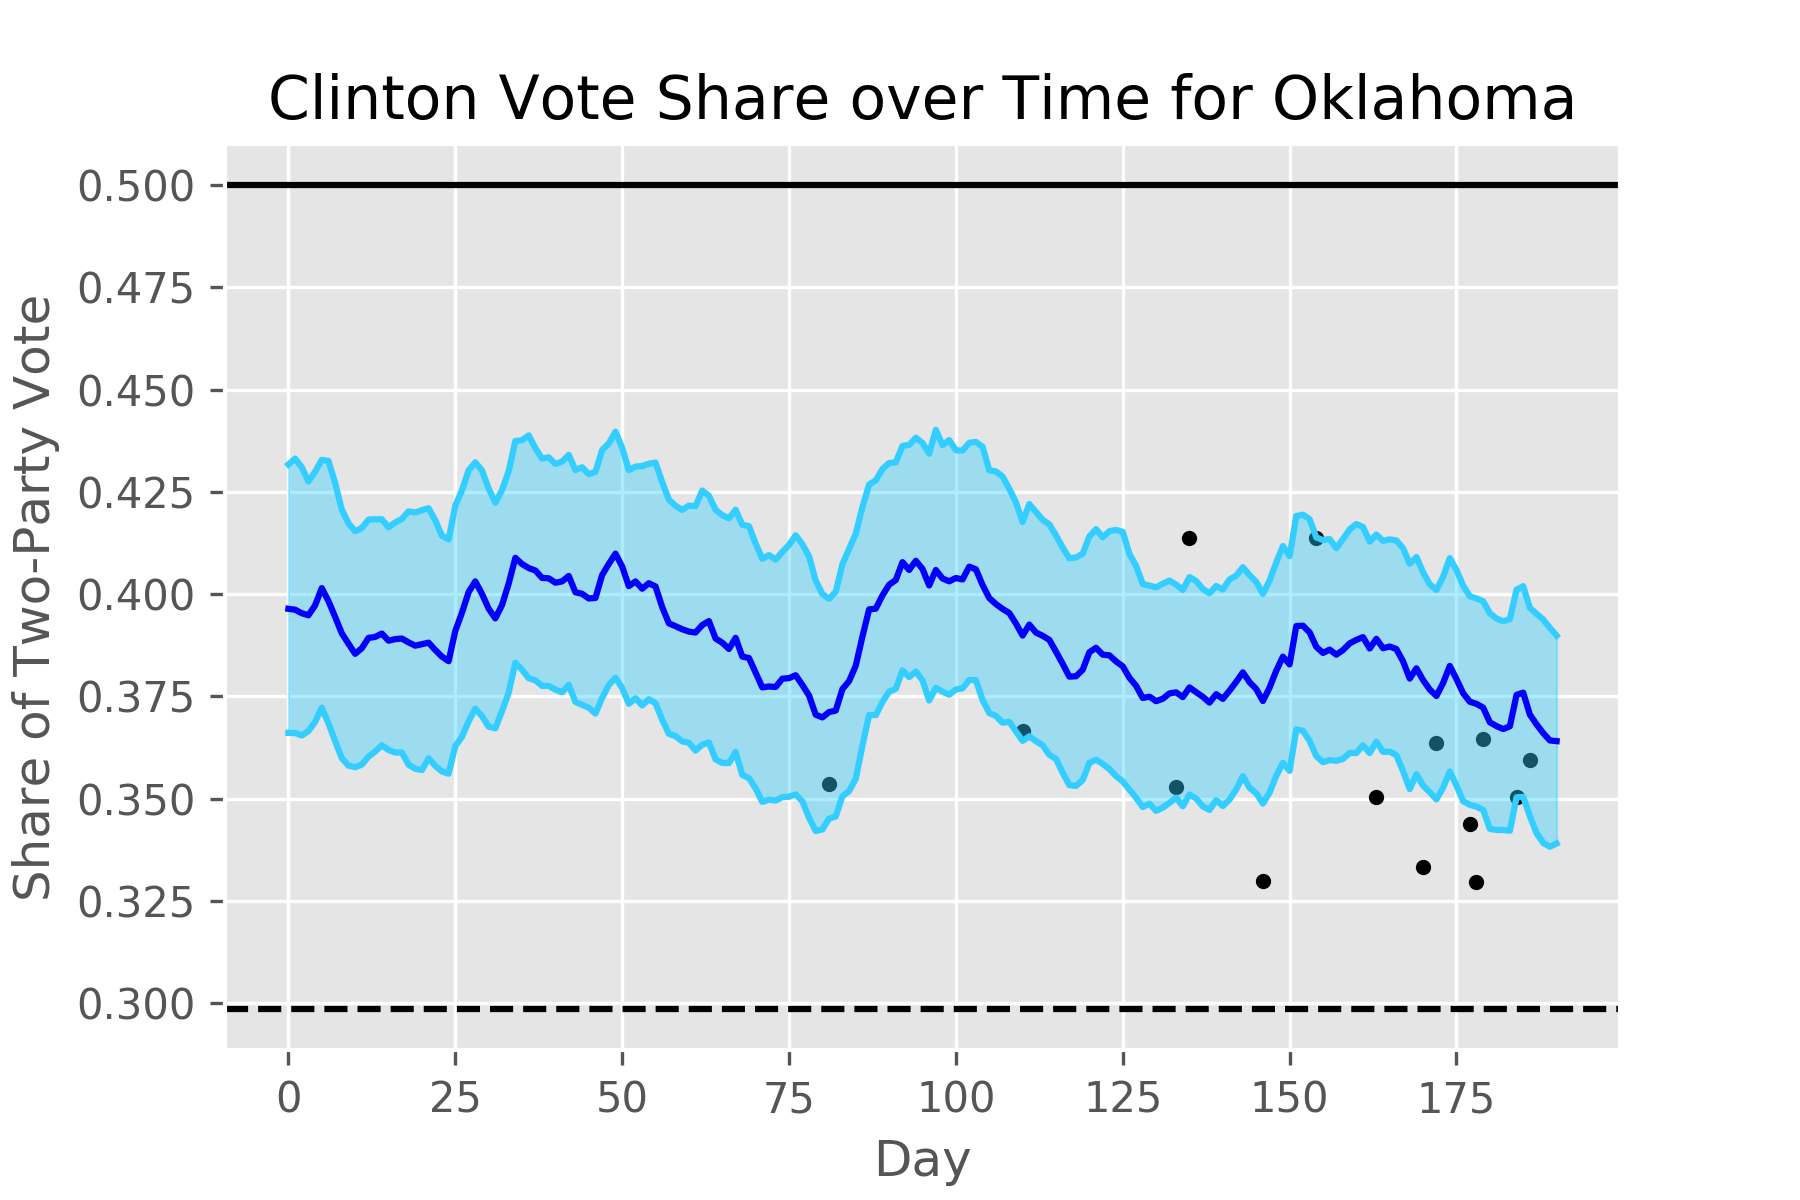 Clinton Vote Share over Time for Oklahoma
Share of Two-Party Vote
0.500
0.475
0.450
0.425
0.400
0.375
0.350
0.325
0.300
0 25 50 75 100 125 150 175
Day